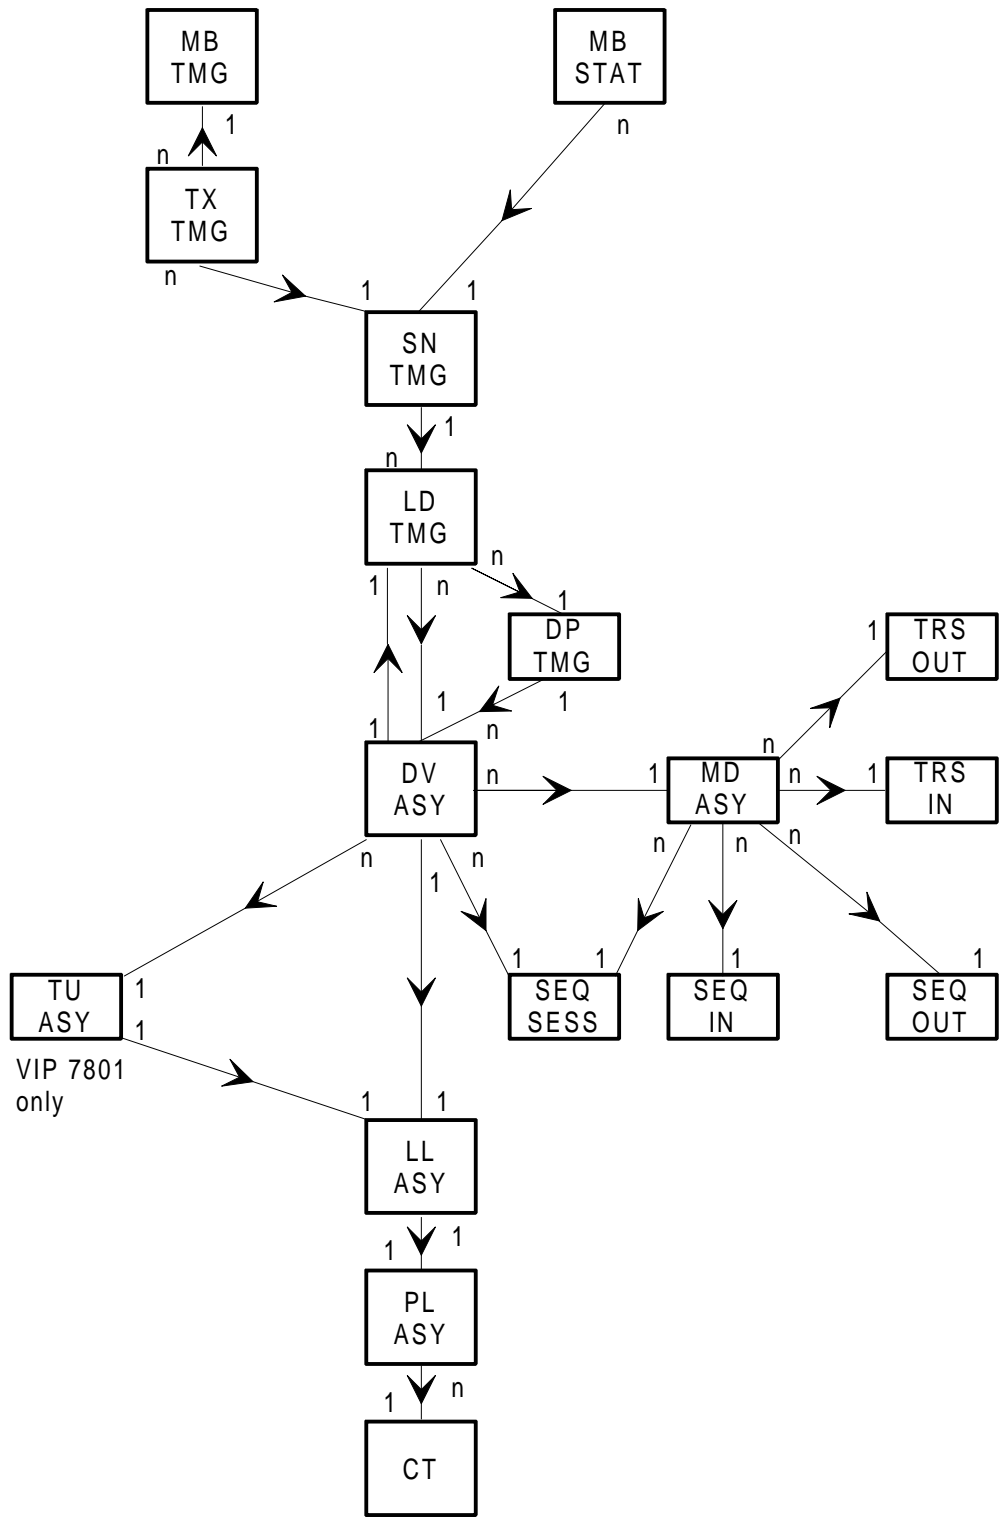 MB
TMG
MB
STAT
1
n
n
TX
TMG
n
1
1
SN
TMG
1
n
LD
TMG
n
1
n
1
DP
TMG
1
TRS
OUT
1
1
1
n
n
DV
ASY
n
1
MD
ASY
n
1
TRS
IN
n
1
n
n
n
n
1
1
1
1
TU
ASY
1
1
SEQ
SESS
SEQ
IN
SEQ
OUT
VIP 7801
only
1
1
LL
ASY
1
1
PL
ASY
n
1
CT